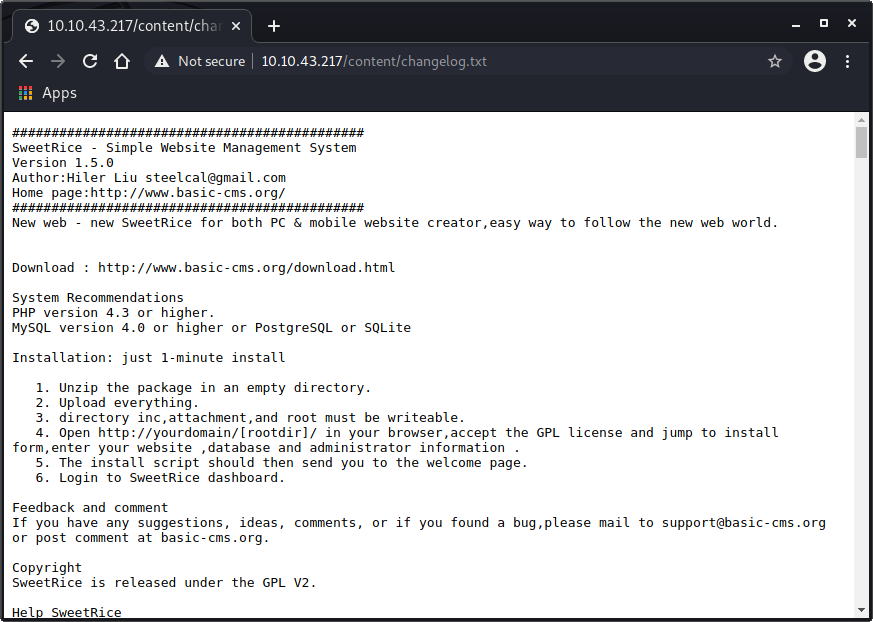 10.10.43.217/content/cha
Not secure
10.10.43.217/content/changelog.txt
Apps
#############################################
SweetRice - Simple Website Management System
Version 1.5.0
Author:Hiler Liu steelcal@gmail.com
Home page:http://www.basic-cms.org/
#############################################
New web - new SweetRice for both PC & mobile website creator,easy way to follow the new web world.
Download : http://www.basic-cms.org/download.html
System Recommendations
PHP version 4.3 or higher.
MySQL version 4.0 or higher or PostgreSQL or SQLite
Installation: just 1-minute install
1. Unzip the package in an empty directory.
2. Upload everything.
3. directory inc,attachment,and root must be writeable.
4. Open http://yourdomain/[rootdir]/ in your browser,accept the GPL license and jump to install
form,enter your website ,database and administrator information .
5. The install script should then send you to the welcome page.
6. Login to SweetRice dashboard.
Feedback and comment
If you have any suggestions, ideas, comments, or if you found a bug,please mail to support@basic-cms.org
or post comment at basic-cms.org.
Copyright
SweetRice is released under the GPL V2.
Help SweetRice